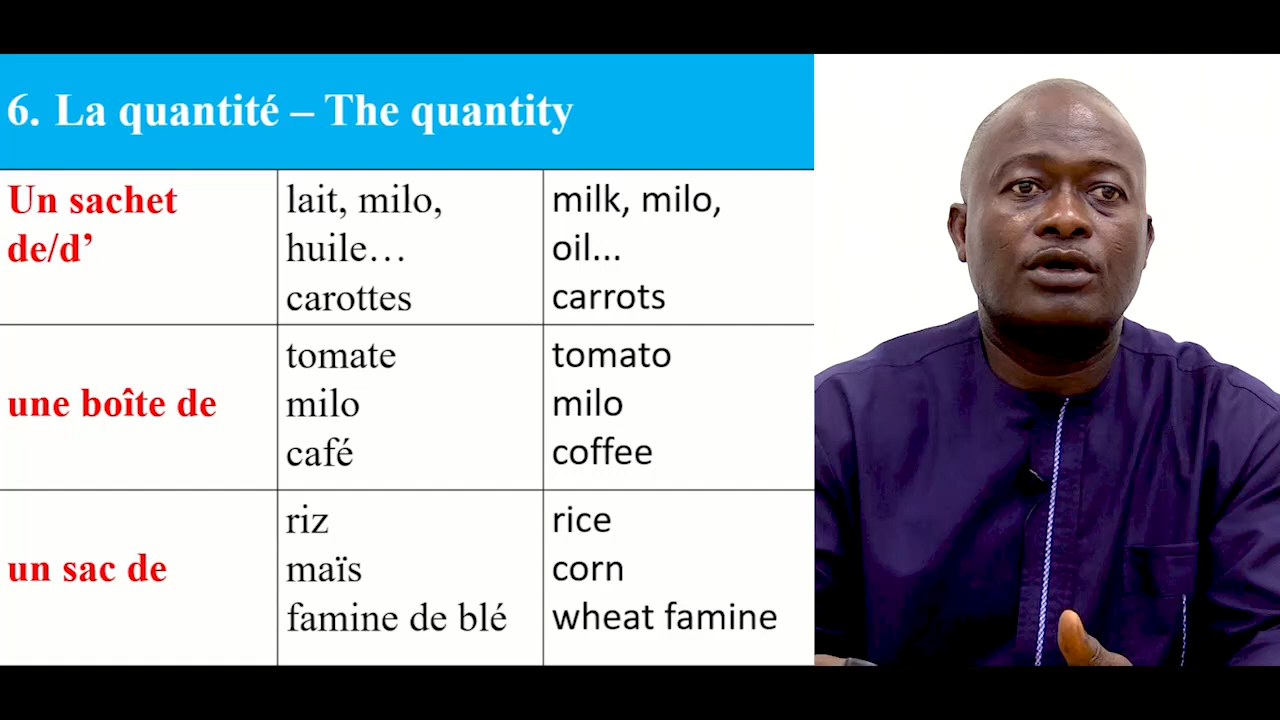 6. La quantité – The quantity
Un sachet
de/d’
lait, milo,
huile…
carottes
milk, milo,
oil...
carrots
une boîte de
tomate
milo
café
tomato
milo
coffee
un sac de
riz
maïs
famine de blé
rice
corn
wheat famine